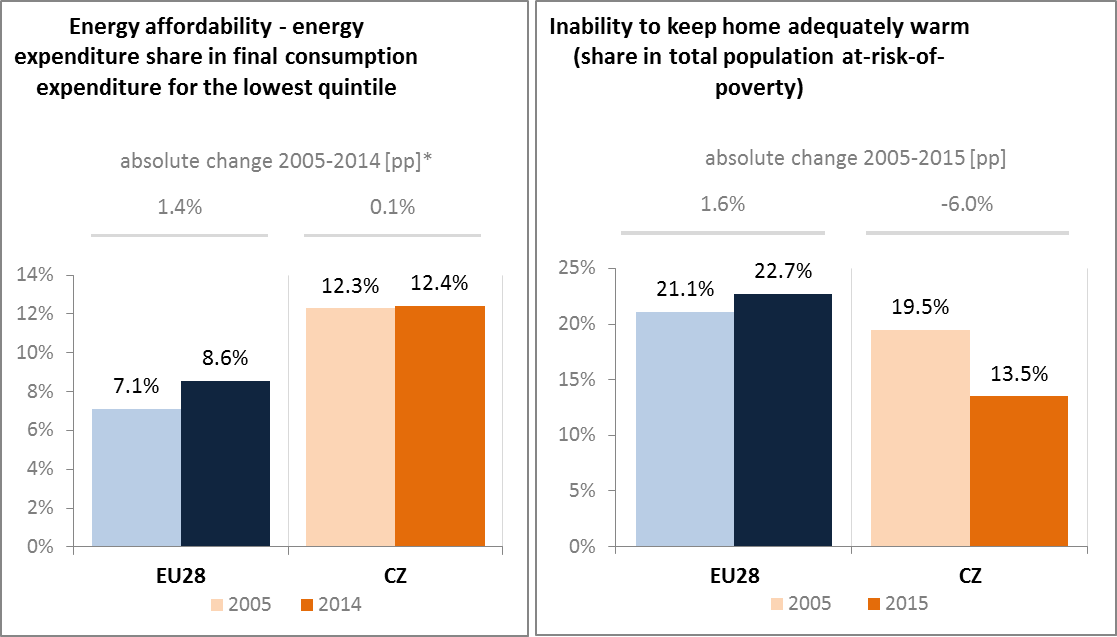 Energy affordability - energy
expenditure share in final consumption
expenditure for the lowest quintile
absolute change 2005-2014 [pp]*
1.4%
0.1%
14%
12%
10%
8%
6%
4%
2%
0%
7.1%
8.6%
12.3%
12.4%
EU28
CZ
2005
2014
Inability to keep home adequately warm
(share in total population at-risk-of-
poverty)
absolute change 2005-2015 [pp]
1.6%
-6.0%
25%
20%
15%
10%
5%
0%
21.1%
22.7%
19.5%
13.5%
EU28
CZ
2005
2015